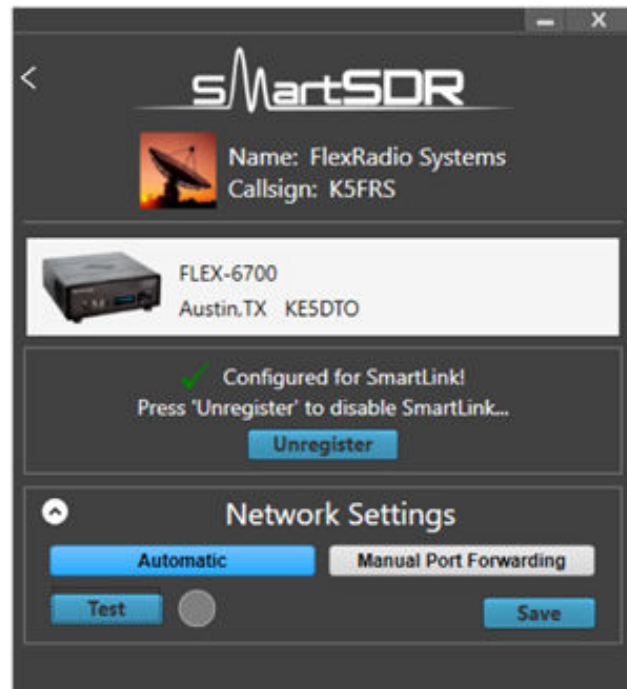 smartSDR
Name: FlexRadio Systems
Callsign: K5FRS
FLEX-6700
Austin,TX KE5DTO
Configured for SmartLink!
Press 'Unregister' to disable SmartLink...
Unregister
Network Settings
Automatic Manual Port Forwarding
Test Save